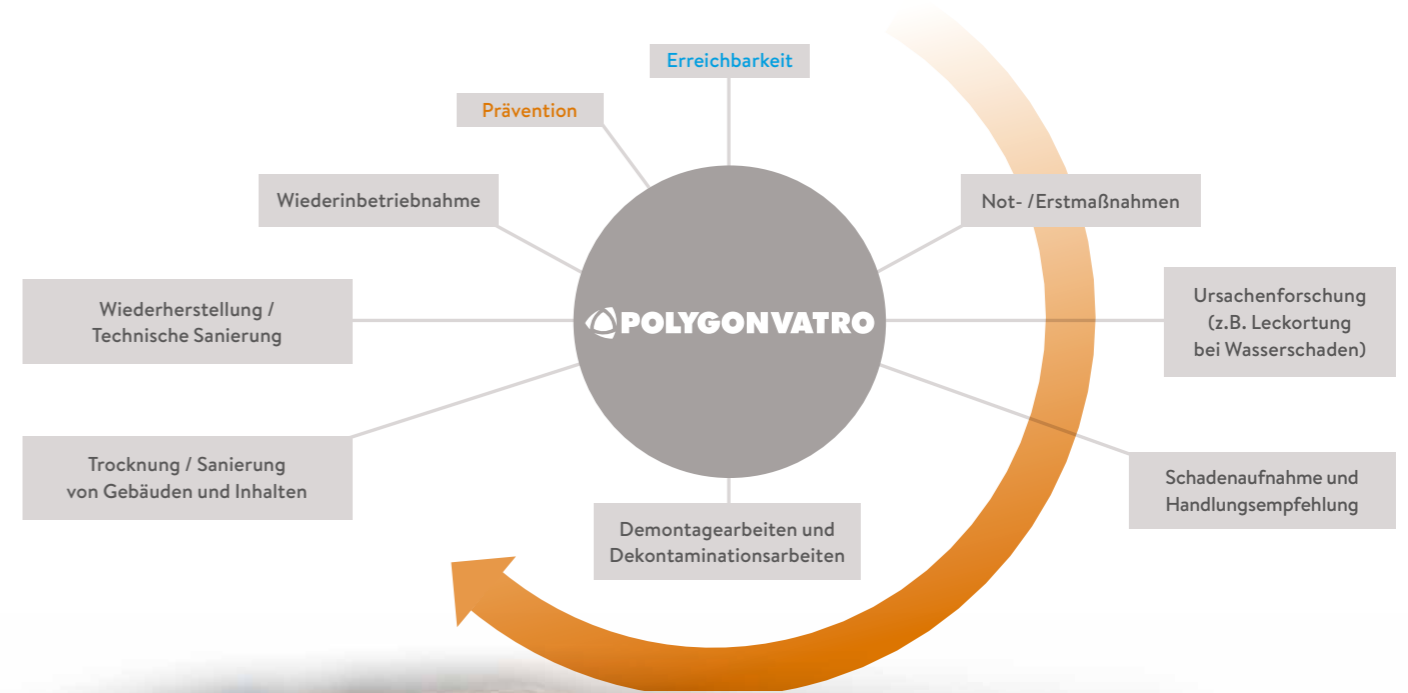 Erreichbarkeit
Prävention
Wiederinbetriebnahme
Not- /Erstmaßnahmen
Wiederherstellung /
Technische Sanierung
POLYGONVATRO
Ursachenforschung
(z.B. Leckortung
bei Wasserschaden)
Trocknung / Sanierung
von Gebäuden und Inhalten
Schadenaufnahme und
Handlungsempfehlung
Demontagearbeiten und
Dekontaminationsarbeiten